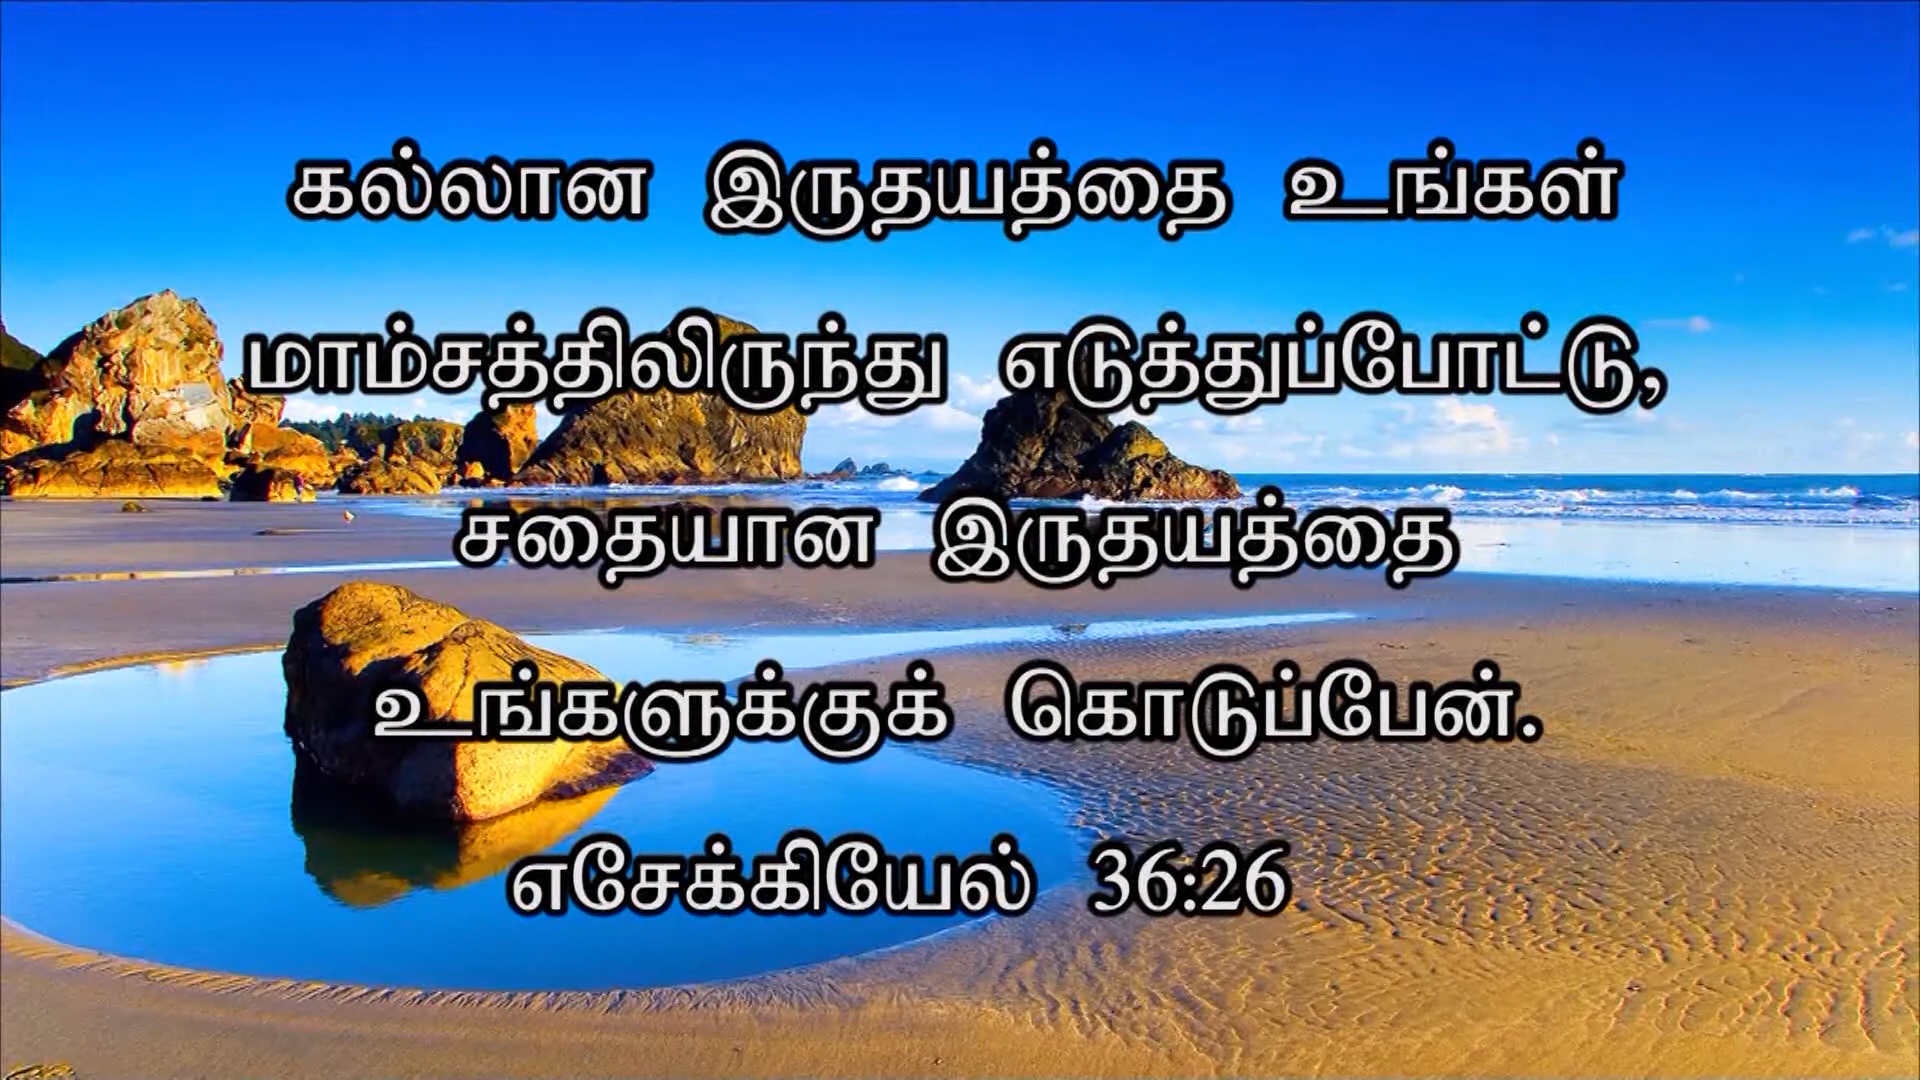 கல்லான இருதயத்தை உங்கள்
மாம்சத்திலிருந்து எடுத்துப்போட்டு,
சதையான இருதயத்தை
உங்களுக்குக் கொடுப்பேன்.
எசேக்கியேல் 36:26